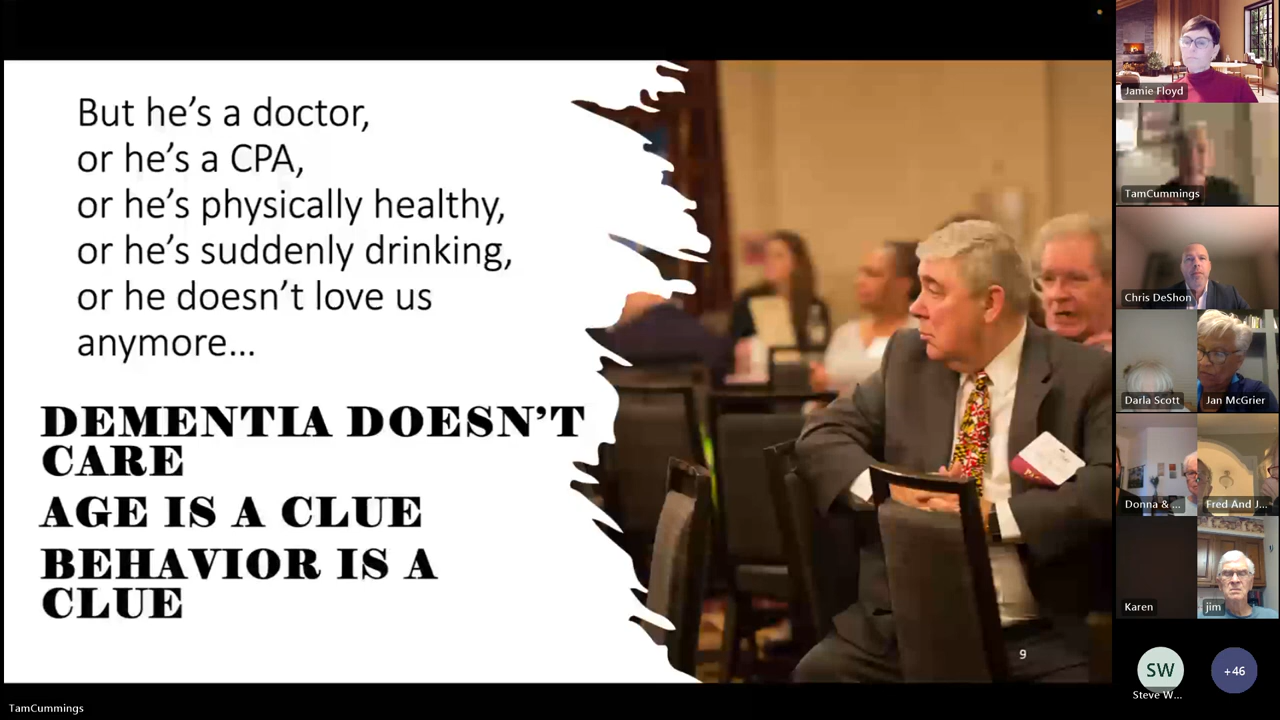 But he's a doctor,
or he's a CPA,
or he's physically healthy,
or he's suddenly drinking,
or he doesn't love us
anymore...
DEMENTIA DOESN'T
CARE
AGE IS A CLUE
BEHAVIOR IS A
CLUE
9
TamCummings
Jamie Floyd
TamCummings
Chris DeShon
Darla Scott
Jan McGrier
Donna & ...
Fred And J...
Karen
jim
SW
Steve W...
+46